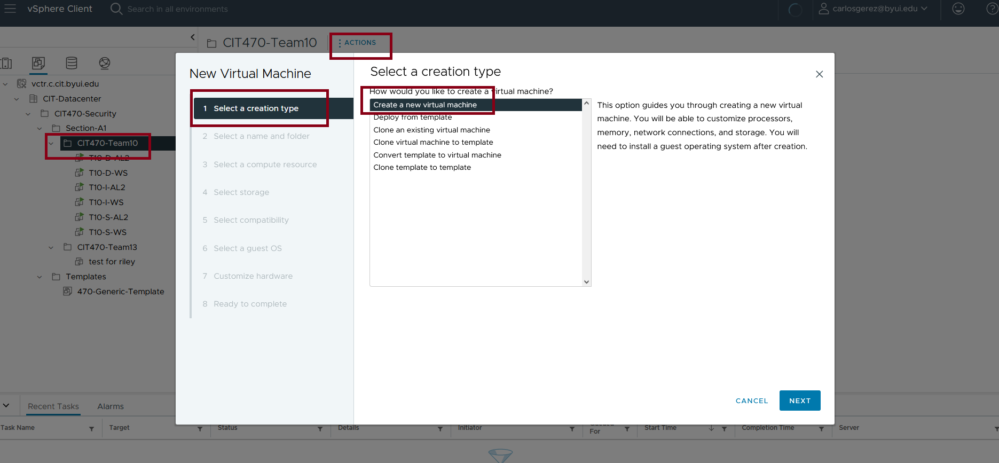 vSphere Client
Search in all environments
carlosgerez@byui.edu
CIT470-Team10
ACTIONS
vctr.c.cit.byui.edu
CIT-Datacenter
CIT470-Security
Section-A1
CIT470-Team10
T10-D-AL2
T10-D-WS
T10-I-AL2
T10-I-WS
T10-S-AL2
T10-S-WS
CIT470-Team13
test for riley
Templates
470-Generic-Template
New Virtual Machine
1 Select a creation type
2 Select a name and folder
3 Select a compute resource
4 Select storage
5 Select compatibility
6 Select a guest OS
7 Customize hardware
8 Ready to complete
Select a creation type
How would you like to create a virtual machine?
Create a new virtual machine
Deploy from template
Clone an existing virtual machine
Clone virtual machine to template
Convert template to virtual machine
Clone template to template
This option guides you through creating a new virtual
machine. You will be able to customize processors,
memory, network connections, and storage. You will
need to install a guest operating system after creation.
CANCEL
NEXT
Recent Tasks
Alarms
Task Name
Target
Status
Details
Initiator
Queued
For
Start Time
Completion Time
Server